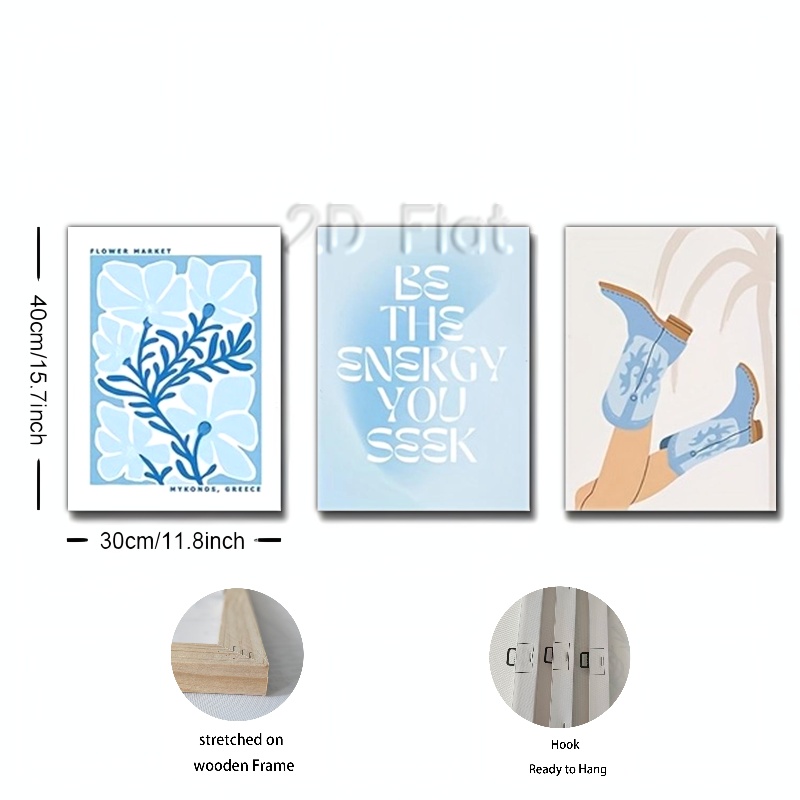 2D Flat
FLOWER MARKET
MYKONOS, GREECE
BE
THE
ENERGY
YOU
SEEK
40cm/15.7inch
30cm/11.8inch
stretched on
wooden Frame
Hook
Ready to Hang